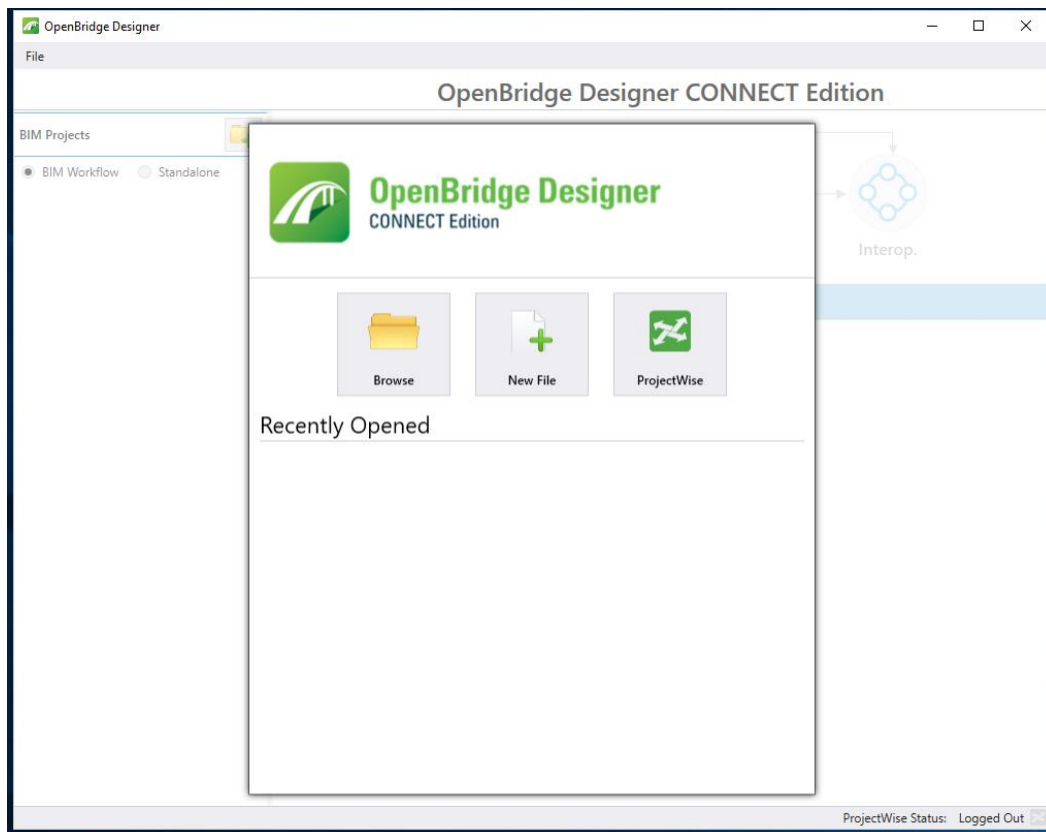 OpenBridge Designer
File
OpenBridge Designer CONNECT Edition
BIM Projects
BIM Workflow Standalone
OpenBridge Designer
CONNECT Edition
Interop.
Browse New File ProjectWise
Recently Opened
ProjectWise Status: Logged Out